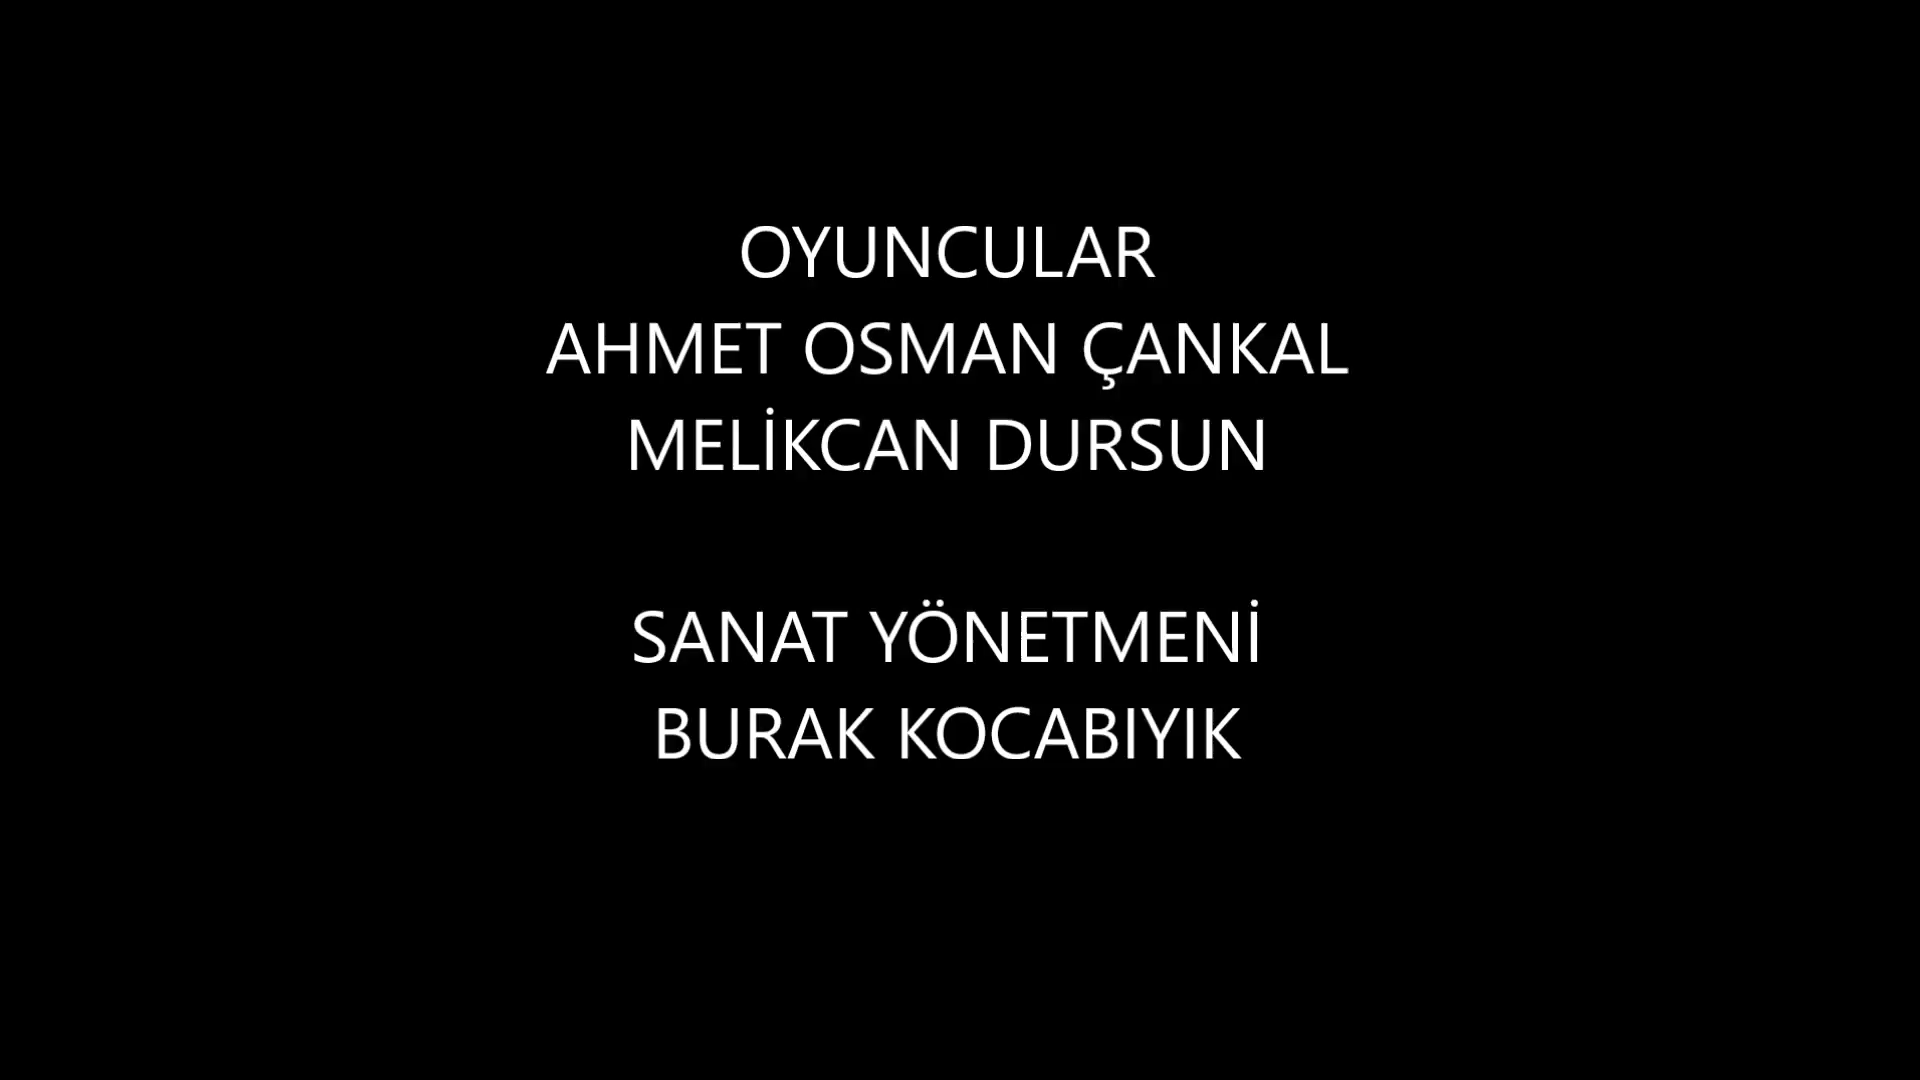 OYUNCULAR
AHMET OSMAN ÇANKAL
MELİKCAN DURSUN
SANAT YÖNETMENİ
BURAK KOCABIYIK